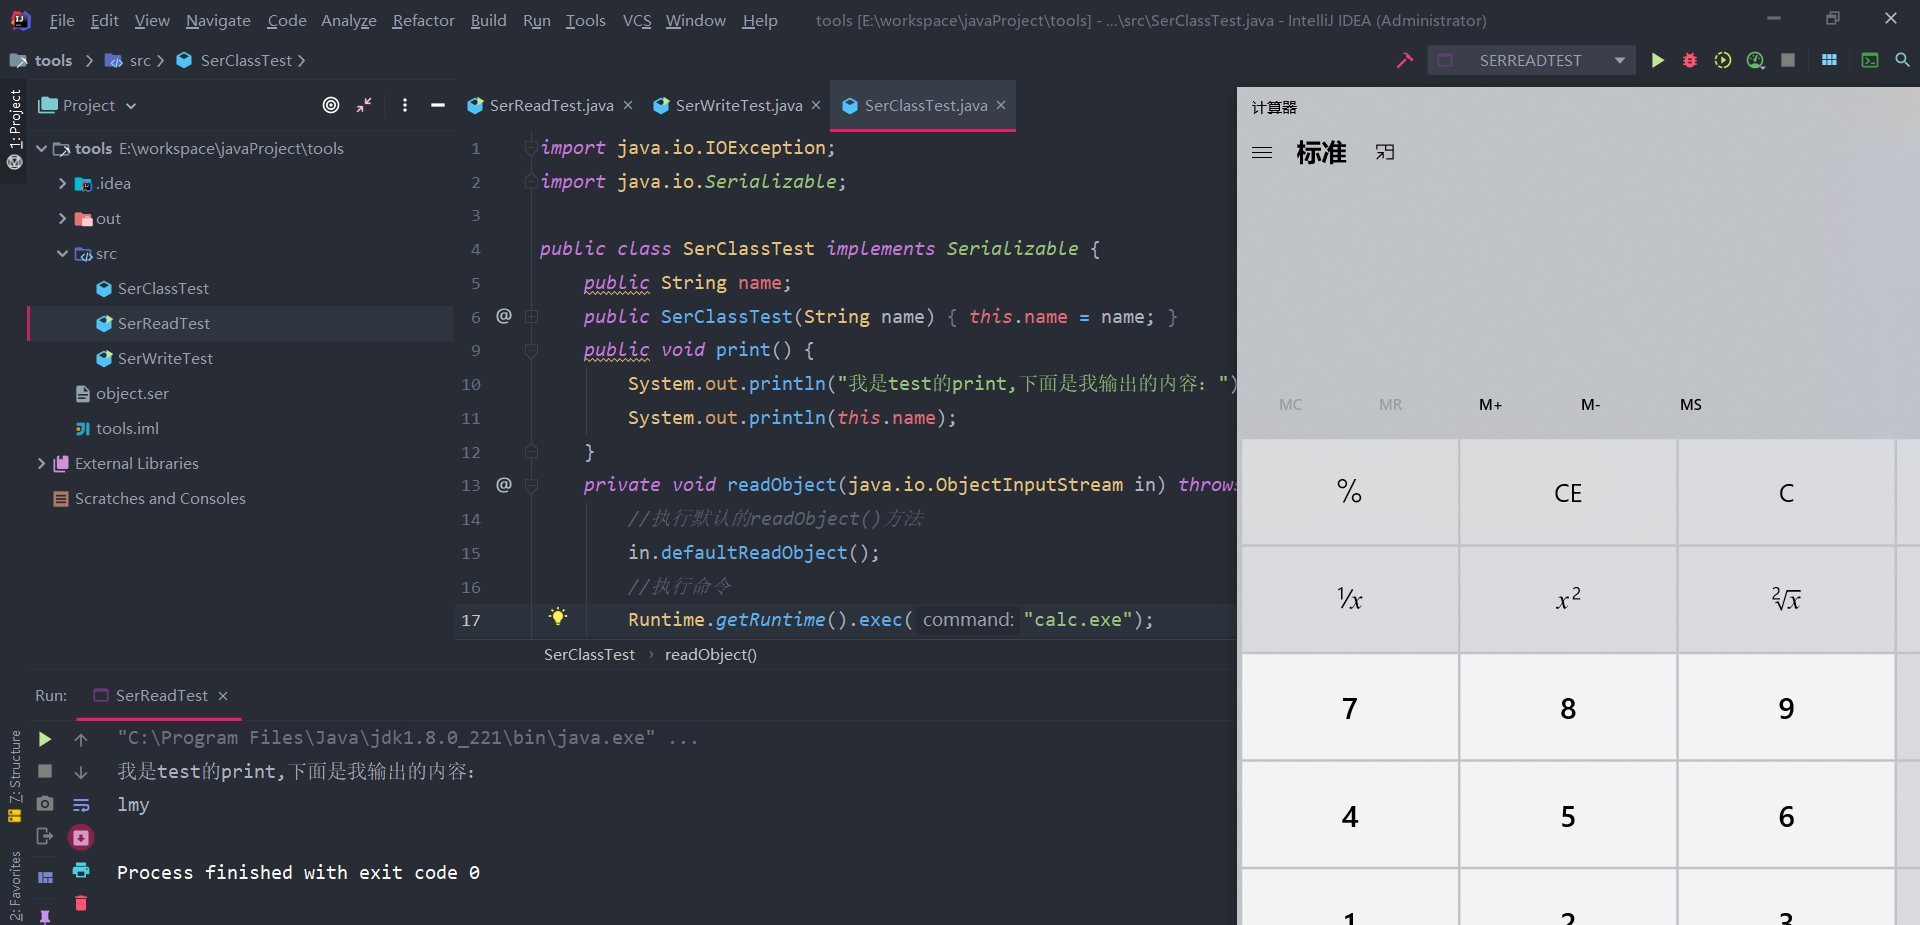 File Edit View Navigate Code Analyze Refactor Build Run Tools VCS Window Help tools [E:\workspace\javaProject\tools] - ...\src\SerClassTest.java - IntelliJ IDEA (Administrator)
tools src SerClassTest SERREADTEST
1: Project
Project
tools E:\workspace\javaProject\tools
.idea
out
src
SerClassTest
SerReadTest
SerWriteTest
object.ser
tools.iml
External Libraries
Scratches and Consoles
SerReadTest.java SerWriteTest.java SerClassTest.java
1 import java.io.IOException;
2 import java.io.Serializable;
3
4 public class SerClassTest implements Serializable {
5 public String name;
6 @ public SerClassTest(String name) { this.name = name; }
9 public void print() {
10 System.out.println("我是test的print,下面是我输出的内容：")
11 System.out.println(this.name);
12 }
13 @ private void readObject(java.io.ObjectInputStream in) throws
14 //执行默认的readObject()方法
15 in.defaultReadObject();
16 //执行命令
17 Runtime.getRuntime().exec( command: "calc.exe");
SerClassTest readObject()
计算器
标准
MC MR M+ M- MS
% CE C
¹/x x² ²√x
7 8 9
4 5 6
1 2 3
Run: SerReadTest
"C:\Program Files\Java\jdk1.8.0_221\bin\java.exe" ...
我是test的print,下面是我输出的内容：
lmy
Process finished with exit code 0
7: Structure
2: Favorites